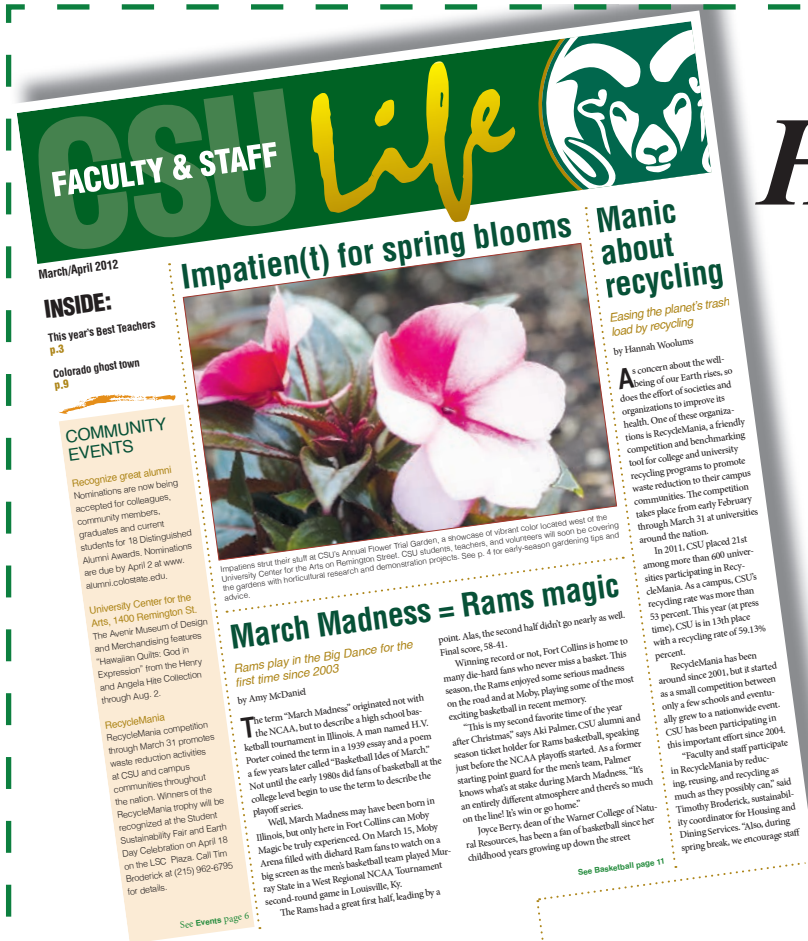 CSU
FACULTY & STAFF
Life
March/April 2012
INSIDE:
This year's Best Teachers
p.3
Colorado ghost town
p.9
COMMUNITY
EVENTS
Recognize great alumni
Nominations are now being
accepted for colleagues,
community members,
graduates and current
students for 18 Distinguished
Alumni Awards. Nominations
are due by April 2 at www.
alumni.colostate.edu.
University Center for the
Arts, 1400 Remington St.
The Avenir Museum of Design
and Merchandising features
"Hawaiian Quilts: God in
Expression" from the Henry
and Angela Hite Collection
through Aug. 2.
RecycleMania
RecycleMania competition
through March 31 promotes
waste reduction activities
at CSU and campus
communities throughout
the nation. Winners of the
RecycleMania trophy will be
recognized at the Student
Sustainability Fair and Earth
Day Celebration on April 18
on the LSC Plaza. Call Tim
Broderick at (215) 962-6795
for details.
See Events page 6
Impatien(t) for spring blooms
Impatiens strut their stuff at CSU's Annual Flower Trial Garden, a showcase of vibrant color located west of the
University Center for the Arts on Remington Street. CSU students, teachers, and volunteers will soon be covering
the gardens with horticultural research and demonstration projects. See p. 4 for early-season gardening tips and
advice.
March Madness = Rams magic
Rams play in the Big Dance for the
first time since 2003
by Amy McDaniel
The term "March Madness" originated not with
the NCAA, but to describe a high school bas-
ketball tournament in Illinois. A man named H.V.
Porter coined the term in a 1939 essay and a poem
a few years later called "Basketball Ides of March."
Not until the early 1980s did fans of basketball at the
college level begin to use the term to describe the
playoff series.
Well, March Madness may have been born in
Illinois, but only here in Fort Collins can Moby
Magic be truly experienced. On March 15, Moby
Arena filled with diehard Ram fans to watch on a
big screen as the men's basketball team played Mur-
ray State in a West Regional NCAA Tournament
second-round game in Louisville, Ky.
The Rams had a great first half, leading by a
point. Alas, the second half didn't go nearly as well.
Final score, 58-41.
Winning record or not, Fort Collins is home to
many die-hard fans who never miss a basket. This
season, the Rams enjoyed some serious madness
on the road and at Moby, playing some of the most
exciting basketball in recent memory.
"This is my second favorite time of the year
after Christmas," says Aki Palmer, CSU alumni and
season ticket holder for Rams basketball, speaking
just before the NCAA playoffs started. As a former
starting point guard for the men's team, Palmer
knows what's at stake during March Madness. "It's
an entirely different atmosphere and there's so much
on the line! It's win or go home."
Joyce Berry, dean of the Warner College of Natu-
ral Resources, has been a fan of basketball since her
childhood years growing up down the street
See Basketball page 11
Manic
about
recycling
Easing the planet's trash
load by recycling
by Hannah Woolums
As concern about the well-
being of our Earth rises, so
does the effort of societies and
organizations to improve its
health. One of these organiza-
tions is RecycleMania, a friendly
competition and benchmarking
tool for college and university
recycling programs to promote
waste reduction to their campus
communities. The competition
takes place from early February
through March 31 at universities
around the nation.
In 2011, CSU placed 21st
among more than 600 univer-
sities participating in Recy-
cleMania. As a campus, CSU's
recycling rate was more than
53 percent. This year (at press
time), CSU is in 13th place
with a recycling rate of 59.13%
percent.
RecycleMania has been
around since 2001, but it started
as a small competition between
only a few schools and eventu-
ally grew to a nationwide event.
CSU has been participating in
this important effort since 2004.
"Faculty and staff participate
in RecycleMania by reduc-
ing, reusing, and recycling as
much as they possibly can," said
Timothy Broderick, sustainabil-
ity coordinator for Housing and
Dining Services. "Also, during
spring break, we encourage staff
H